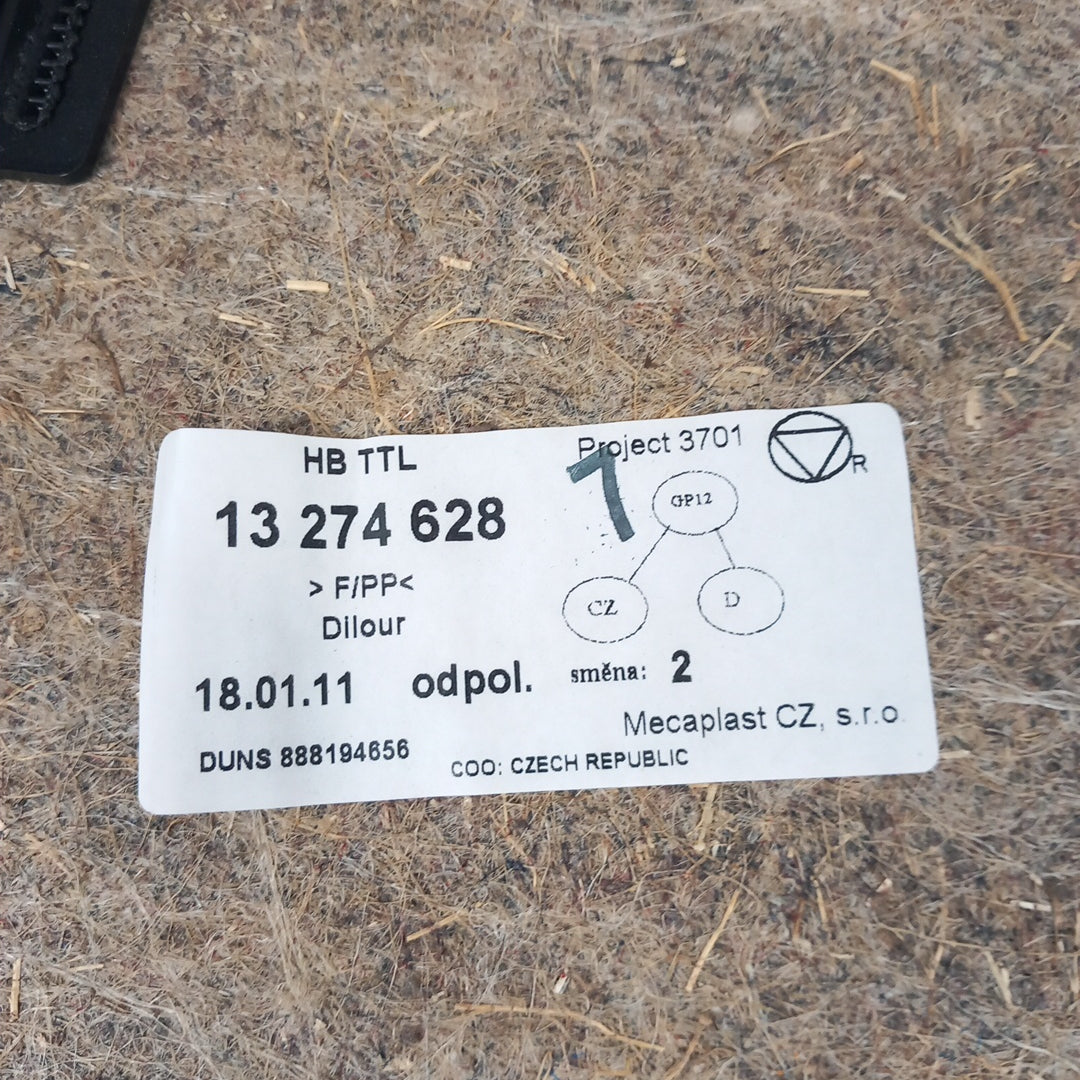 HB TTL
Project 3701
R
13 274 628
1
GP12
> F/PP<
Dilour
CZ
D
18.01.11 odpol. směna: 2
Mecaplast CZ, s.r.o.
DUNS 888194656
COO: CZECH REPUBLIC